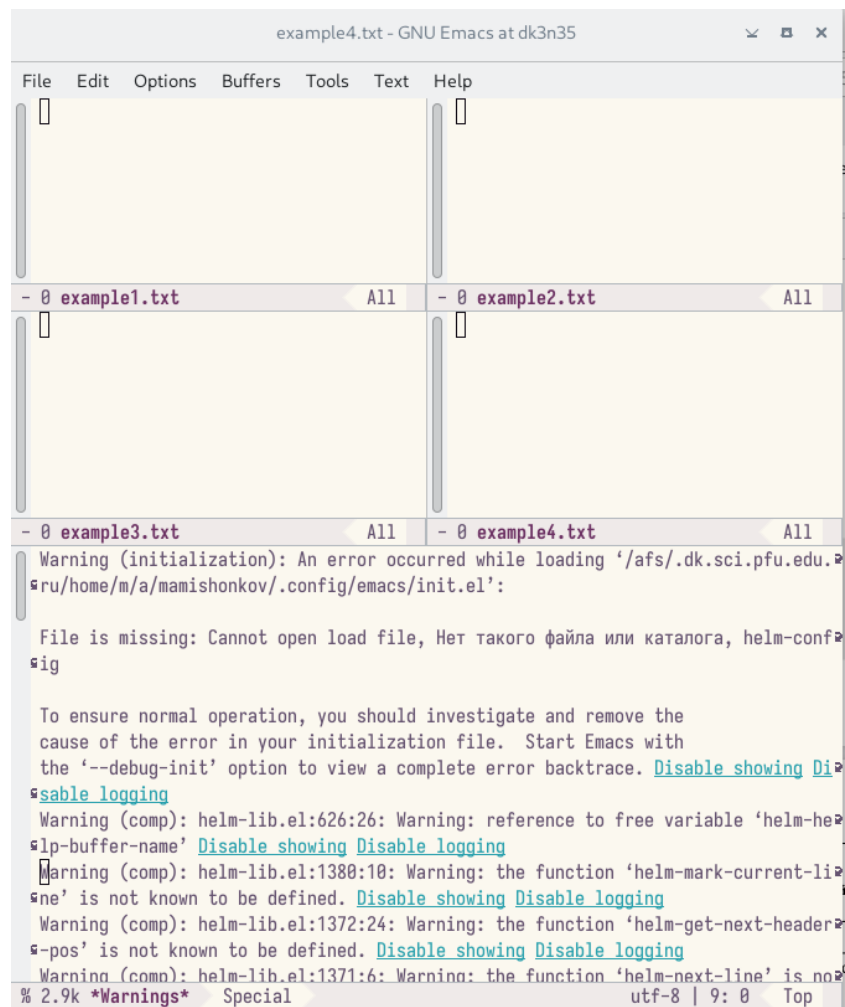 example4.txt - GNU Emacs at dk3n35
File Edit Options Buffers Tools Text Help
- 0 example1.txt All - 0 example2.txt All
- 0 example3.txt All - 0 example4.txt All
Warning (initialization): An error occurred while loading ‘/afs/.dk.sci.pfu.edu.
ru/home/m/a/mamishonkov/.config/emacs/init.el’:
File is missing: Cannot open load file, Нет такого файла или каталога, helm-conf
ig
To ensure normal operation, you should investigate and remove the
cause of the error in your initialization file.  Start Emacs with
the ‘--debug-init’ option to view a complete error backtrace. Disable showing Di
sable logging
Warning (comp): helm-lib.el:626:26: Warning: reference to free variable ‘helm-he
lp-buffer-name’ Disable showing Disable logging
Warning (comp): helm-lib.el:1380:10: Warning: the function ‘helm-mark-current-li
ne’ is not known to be defined. Disable showing Disable logging
Warning (comp): helm-lib.el:1372:24: Warning: the function ‘helm-get-next-header
-pos’ is not known to be defined. Disable showing Disable logging
Warning (comp): helm-lib.el:1371:6: Warning: the function ‘helm-next-line’ is no
% 2.9k *Warnings* Special utf-8 | 9: 0 Top